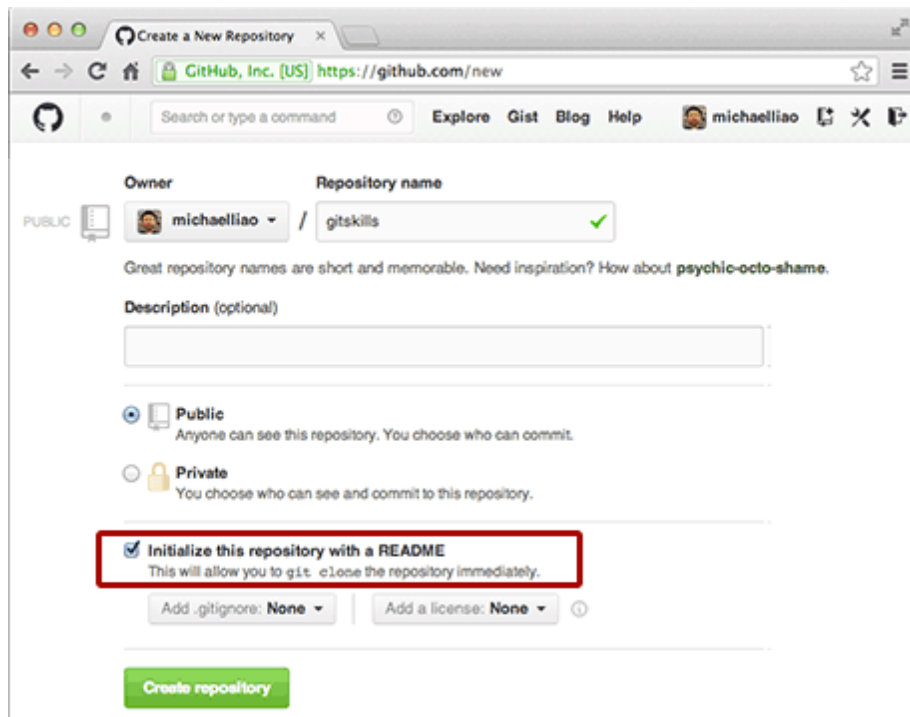 Create a New Repository
GitHub, Inc. [US] https://github.com/new
Search or type a command Explore Gist Blog Help michaelliao
Owner Repository name
PUBLIC michaelliao / gitskills
Great repository names are short and memorable. Need inspiration? How about psychic-octo-shame.
Description (optional)
Public
Anyone can see this repository. You choose who can commit.
Private
You choose who can see and commit to this repository.
Initialize this repository with a README
This will allow you to git clone the repository immediately.
Add .gitignore: None Add a license: None
Create repository